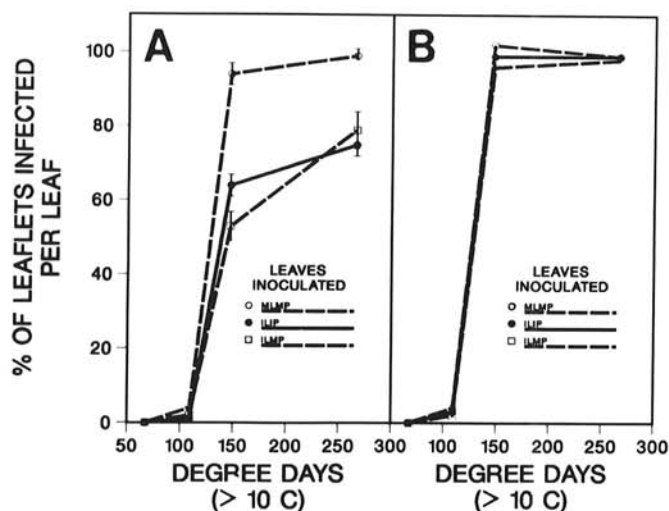 % OF LEAFLETS INFECTED
PER LEAF
100
80
60
40
20
0
A
LEAVES
INOCULATED
MLMP
ILIP
ILMP
50 100 150 200 250 300
DEGREE DAYS
(> 10 C)
B
LEAVES
INOCULATED
MLMP
ILIP
ILMP
100 150 200 250 300
DEGREE DAYS
(> 10 C)